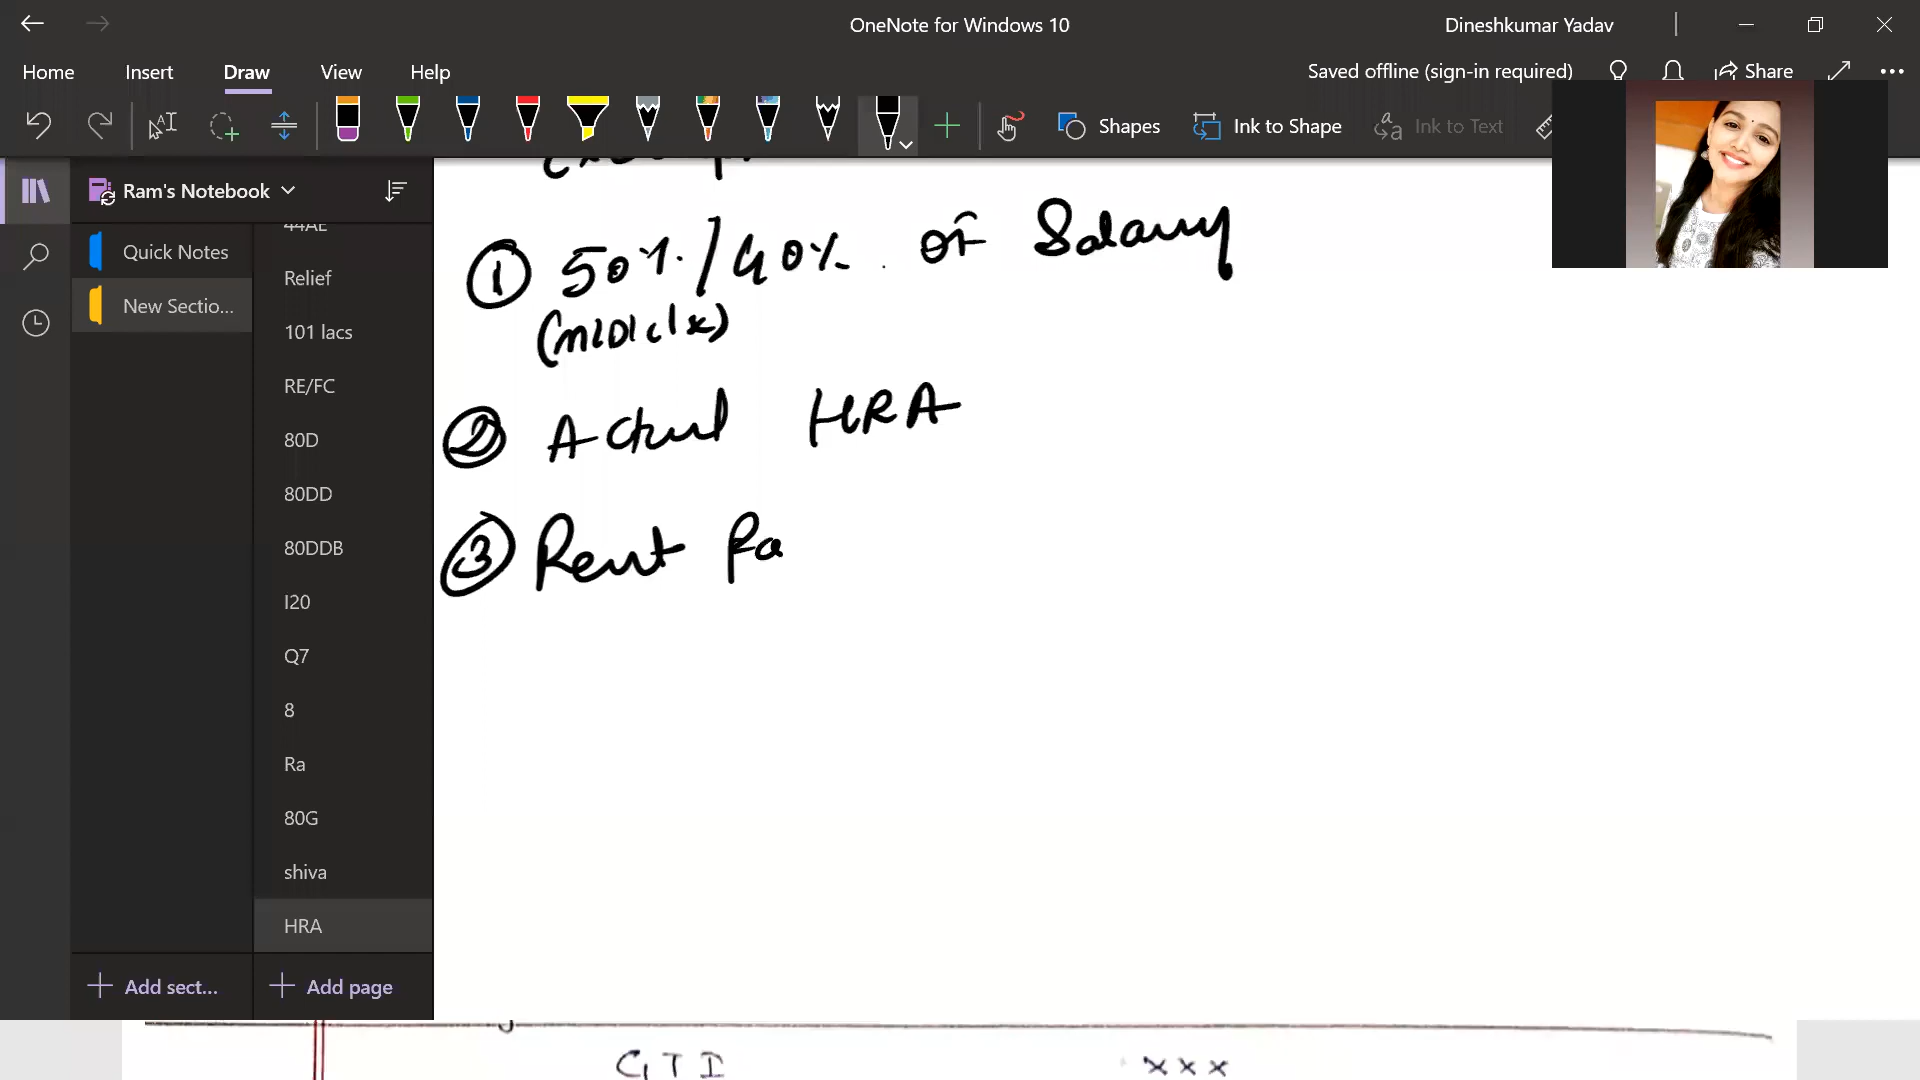 OneNote for Windows 10
Dineshkumar Yadav
Home Insert Draw View Help
Saved offline (sign-in required)
Share
Shapes
Ink to Shape
Ink to Text
Ram's Notebook
Quick Notes
New Sectio...
44AE
Relief
101 lacs
RE/FC
80D
80DD
80DDB
I20
Q7
8
Ra
80G
shiva
HRA
Add sect...
Add page
① 50% / 40% of Salary
② Actual HRA
③ Rent Pa
GTI xxx